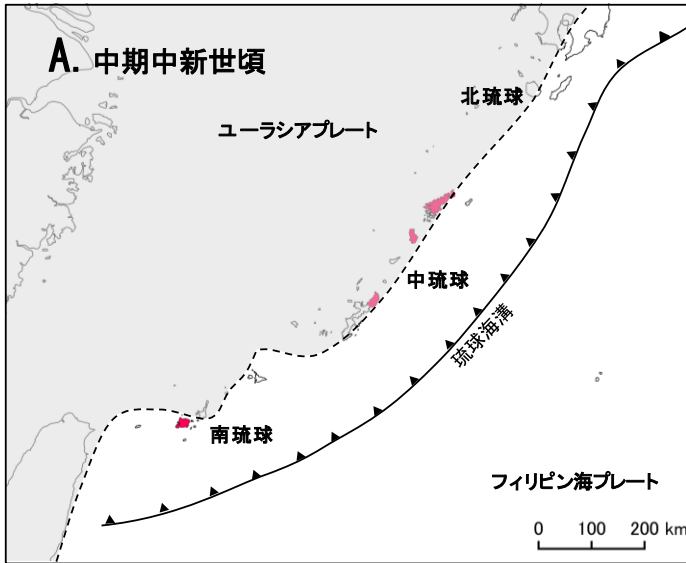 A. 中期中新世頃
北琉球
ユーラシアプレート
中琉球
琉球海溝
南琉球
フィリピン海プレート
0 100 200 km